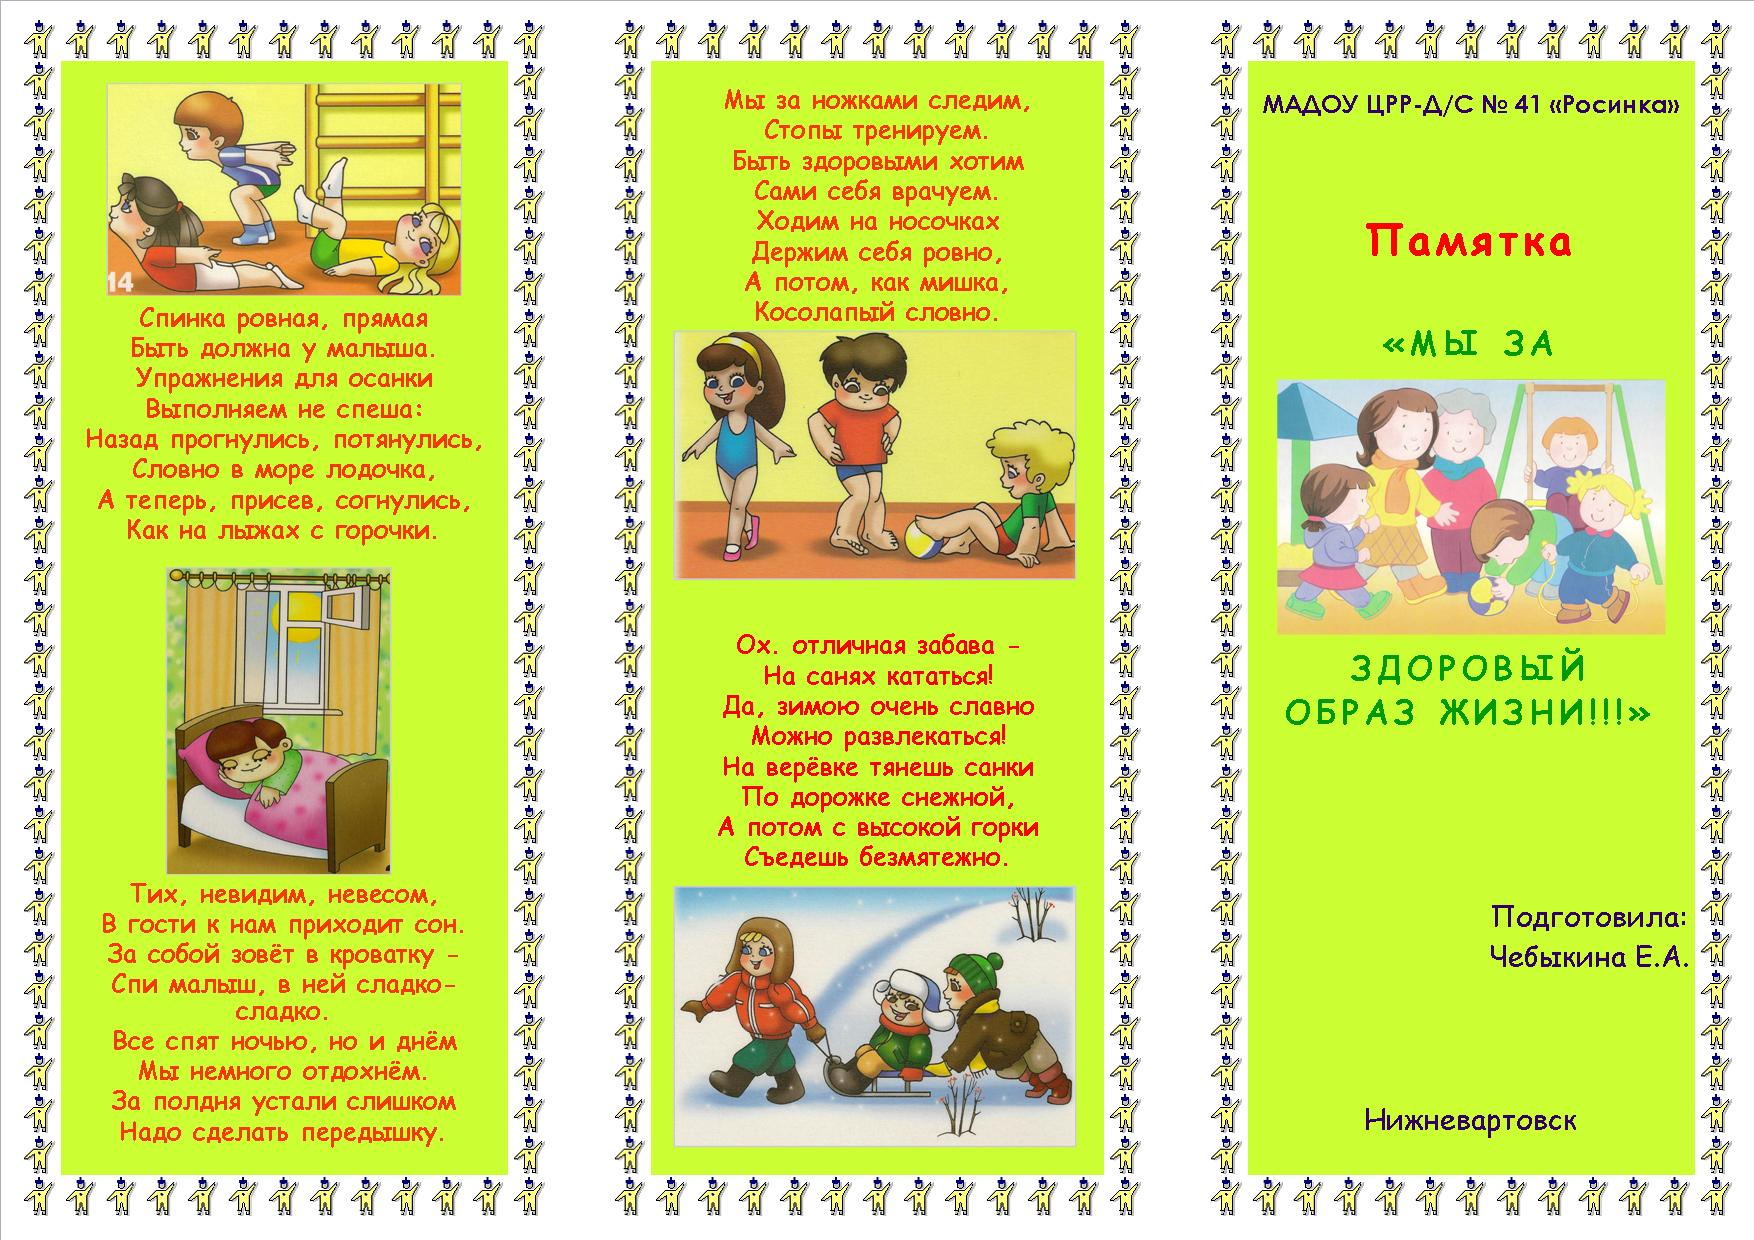 14
Спинка ровная, прямая
Быть должна у малыша.
Упражнения для осанки
Выполняем не спеша:
Назад прогнулись, потянулись,
Словно в море лодочка,
А теперь, присев, согнулись,
Как на лыжах с горочки.
Тих, невидим, невесом,
В гости к нам приходит сон.
За собой зовёт в кроватку –
Спи малыш, в ней сладко-
сладко.
Все спят ночью, но и днём
Мы немного отдохнём.
За полдня устали слишком
Надо сделать передышку.
Мы за ножками следим,
Стопы тренируем.
Быть здоровыми хотим
Сами себя врачуем.
Ходим на носочках
Держим себя ровно,
А потом, как мишка,
Косолапый словно.
Ох. отличная забава –
На санях кататься!
Да, зимою очень славно
Можно развлекаться!
На верёвке тянешь санки
По дорожке снежной,
А потом с высокой горки
Съедешь безмятежно.
МАДОУ ЦРР-Д/С № 41 «Росинка»
Памятка
«МЫ ЗА
ЗДОРОВЫЙ
ОБРАЗ ЖИЗНИ!!!»
Подготовила:
Чебыкина Е.А.
Нижневартовск